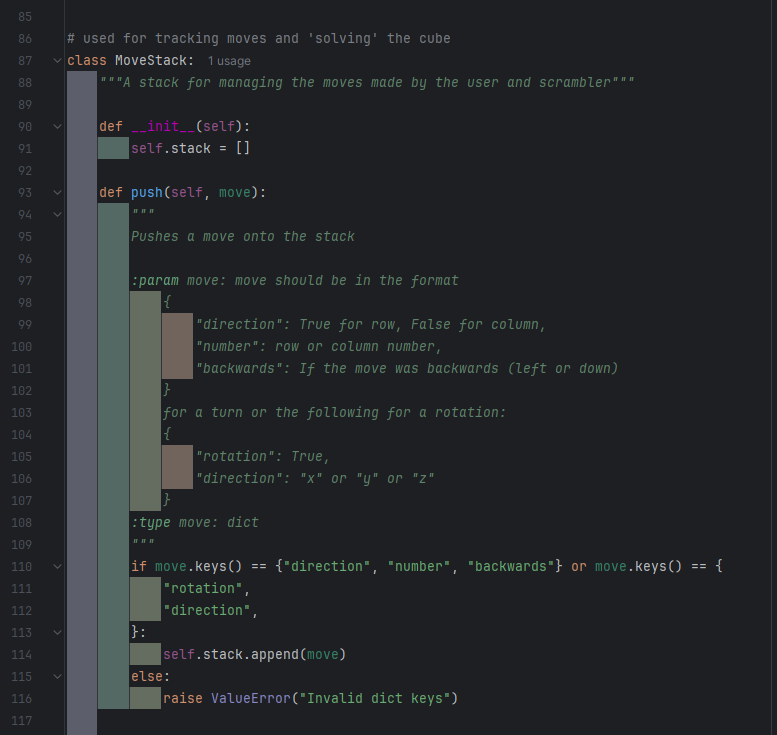 85
86 # used for tracking moves and 'solving' the cube
87 class MoveStack: 1 usage
88     """A stack for managing the moves made by the user and scrambler"""
89
90     def __init__(self):
91         self.stack = []
92
93     def push(self, move):
94         """
95         Pushes a move onto the stack
96
97         :param move: move should be in the format
98             {
99                 "direction": True for row, False for column,
100                 "number": row or column number,
101                 "backwards": If the move was backwards (left or down)
102             }
103             for a turn or the following for a rotation:
104             {
105                 "rotation": True,
106                 "direction": "x" or "y" or "z"
107             }
108         :type move: dict
109         """
110         if move.keys() == {"direction", "number", "backwards"} or move.keys() == {
111             "rotation",
112             "direction",
113         }:
114             self.stack.append(move)
115         else:
116             raise ValueError("Invalid dict keys")
117